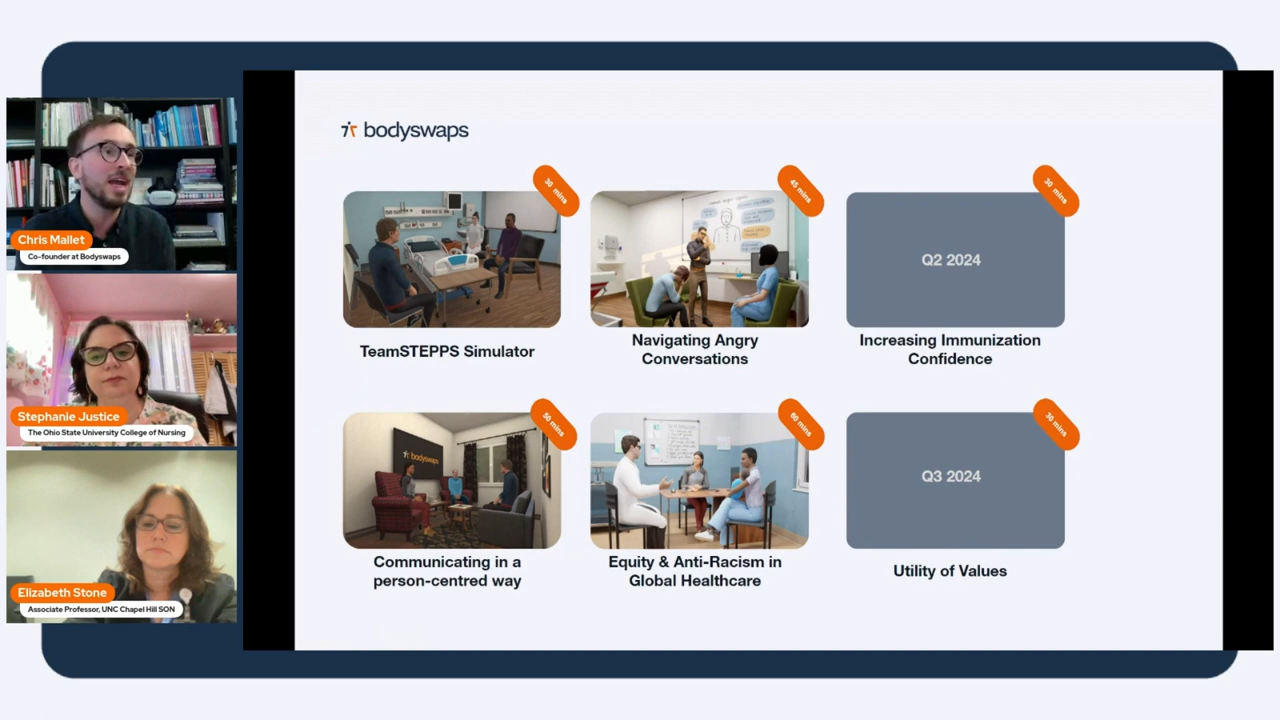 Chris Mallet
Co-founder at Bodyswaps
Stephanie Justice
The Ohio State University College of Nursing
Elizabeth Stone
Associate Professor, UNC Chapel Hill SON
bodyswaps
30 mins
TeamSTEPPS Simulator
45 mins
Navigating Angry
Conversations
30 mins
Q2 2024
Increasing Immunization
Confidence
50 mins
bodyswaps
Communicating in a
person-centred way
60 mins
Equity & Anti-Racism in
Global Healthcare
30 mins
Q3 2024
Utility of Values